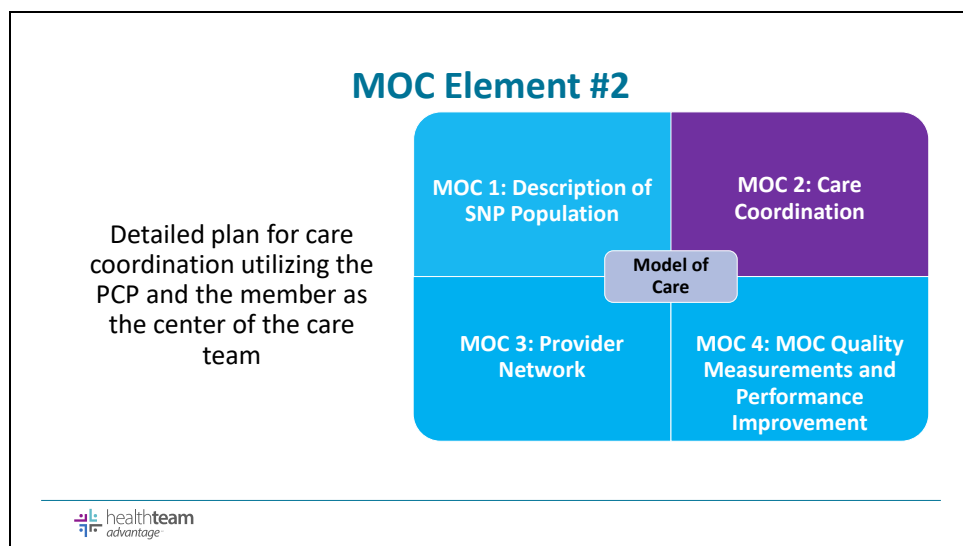 MOC Element #2
Detailed plan for care
coordination utilizing the
PCP and the member as
the center of the care
team
MOC 1: Description of
SNP Population
MOC 2: Care
Coordination
Model of
Care
MOC 3: Provider
Network
MOC 4: MOC Quality
Measurements and
Performance
Improvement
healthteam
advantage